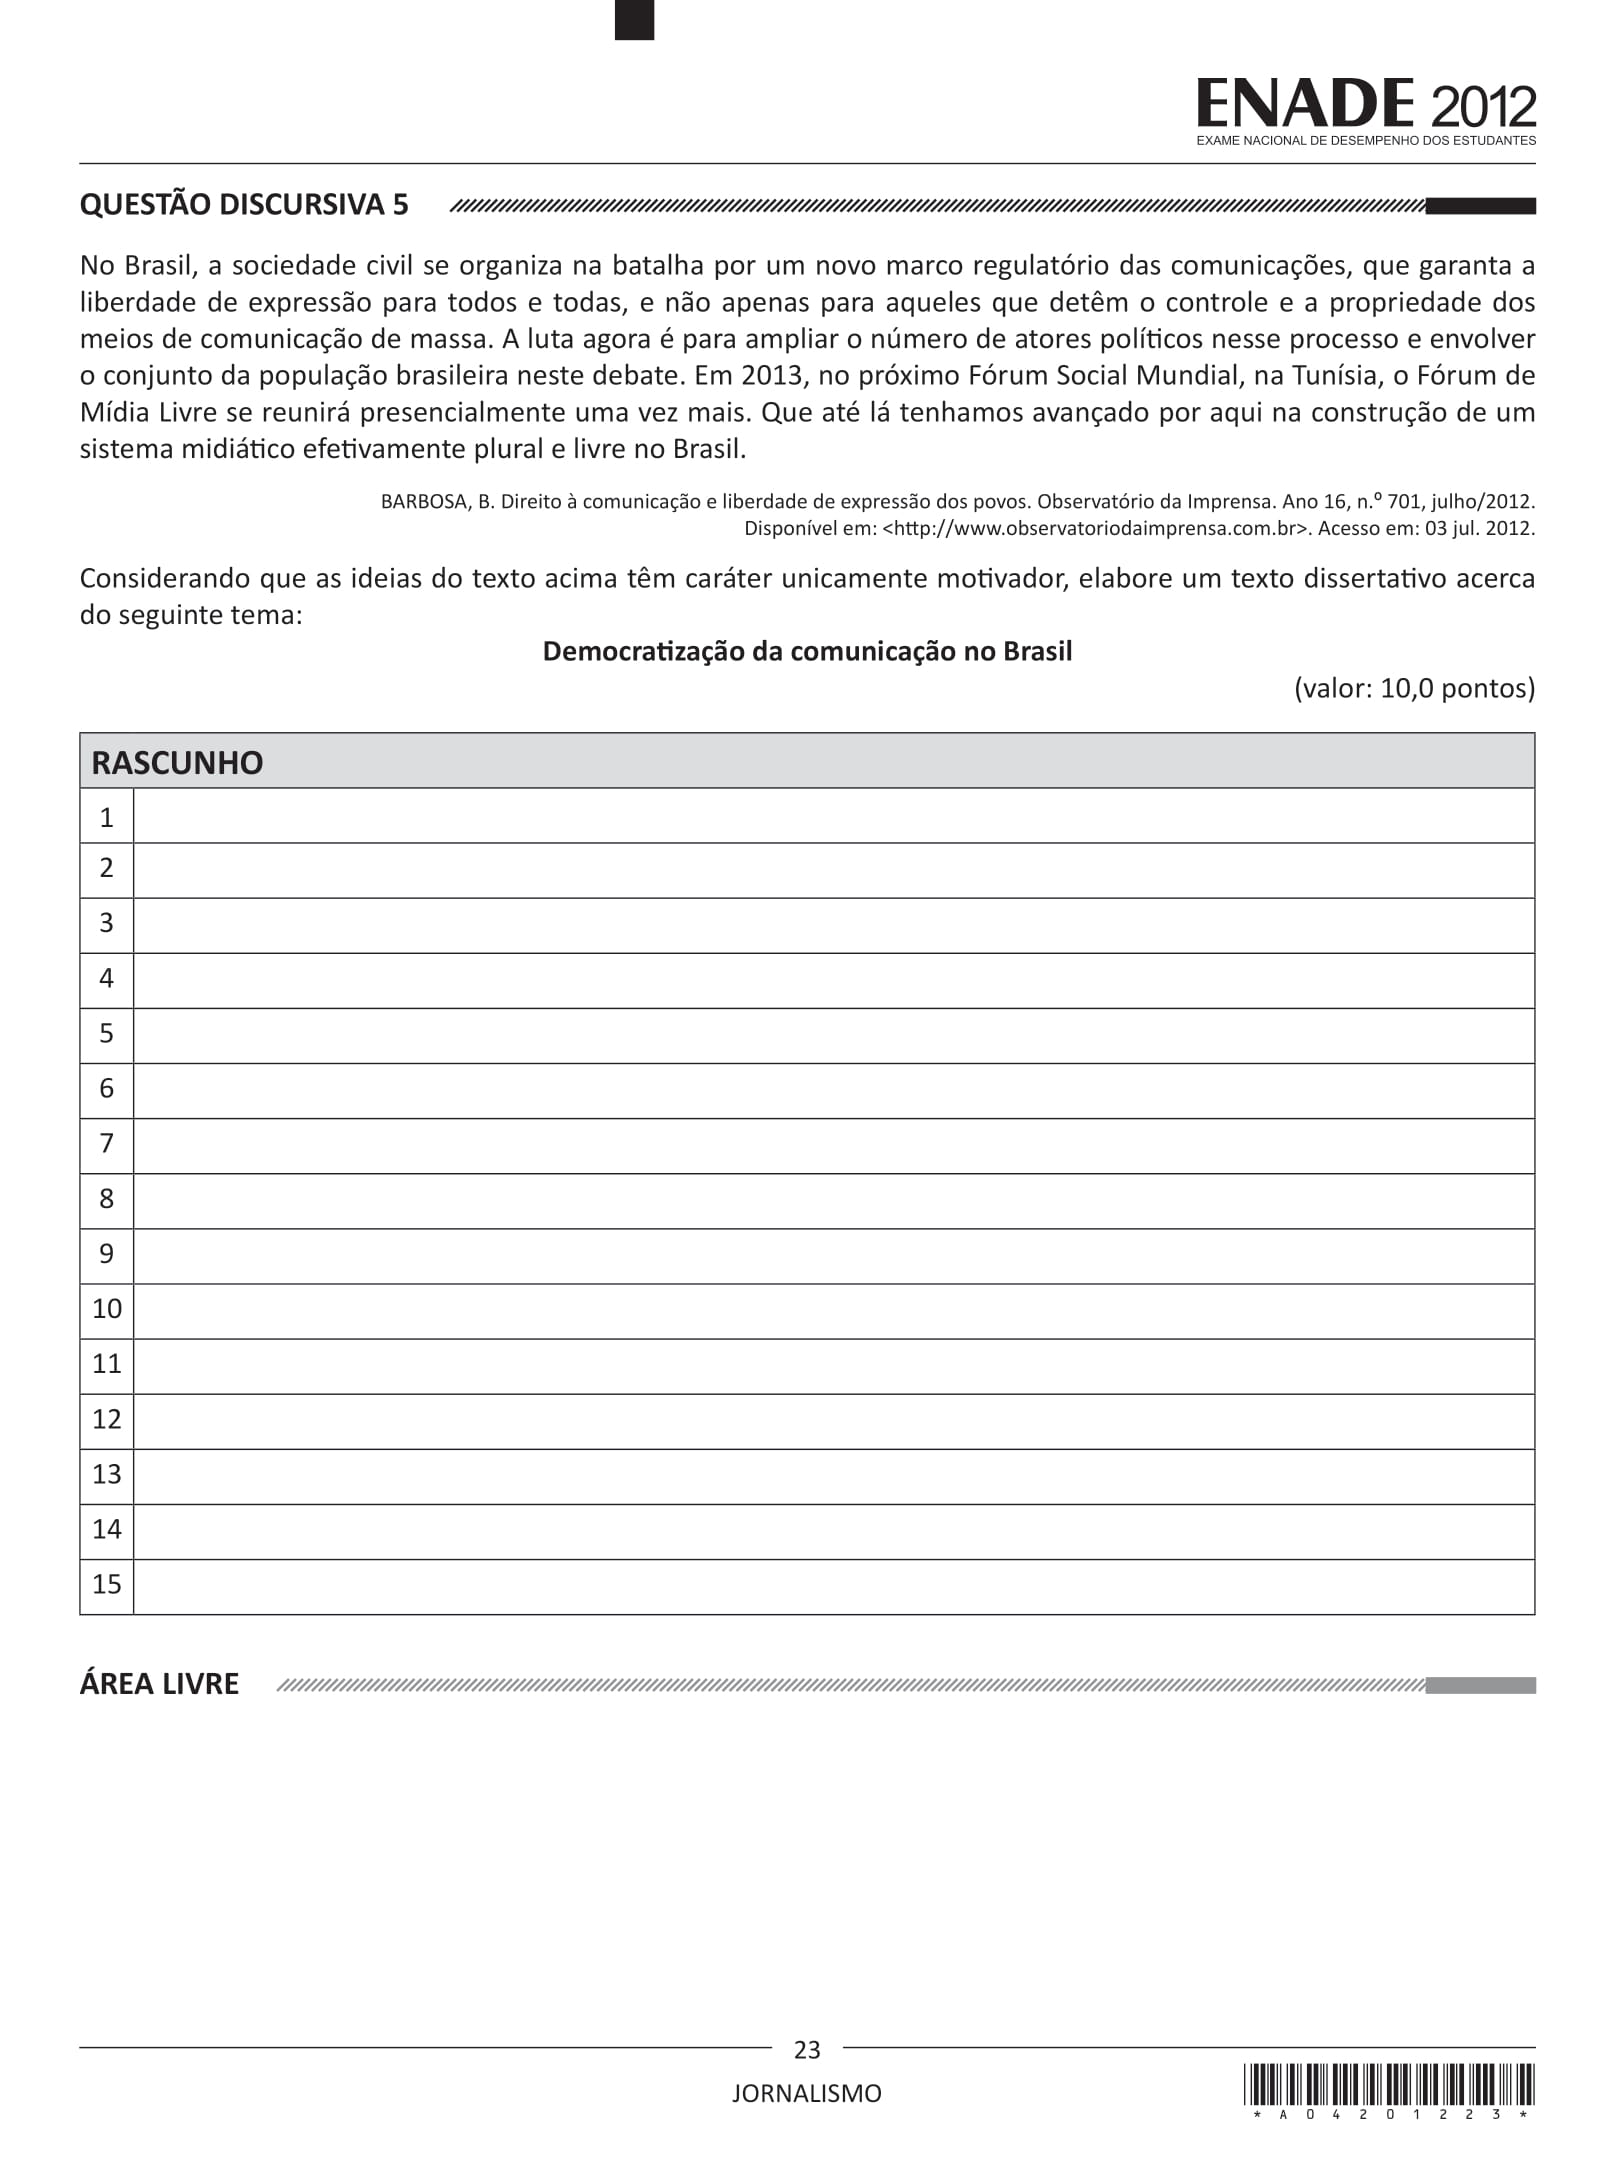 ENADE 2012
EXAME NACIONAL DE DESEMPENHO DOS ESTUDANTES
QUESTÃO DISCURSIVA 5
No Brasil, a sociedade civil se organiza na batalha por um novo marco regulatório das comunicações, que garanta a
liberdade de expressão para todos e todas, e não apenas para aqueles que detêm o controle e a propriedade dos
meios de comunicação de massa. A luta agora é para ampliar o número de atores políticos nesse processo e envolver
o conjunto da população brasileira neste debate. Em 2013, no próximo Fórum Social Mundial, na Tunísia, o Fórum de
Mídia Livre se reunirá presencialmente uma vez mais. Que até lá tenhamos avançado por aqui na construção de um
sistema midiático efetivamente plural e livre no Brasil.
BARBOSA, B. Direito à comunicação e liberdade de expressão dos povos. Observatório da Imprensa. Ano 16, n.º 701, julho/2012.
Disponível em: <http://www.observatoriodaimprensa.com.br>. Acesso em: 03 jul. 2012.
Considerando que as ideias do texto acima têm caráter unicamente motivador, elabore um texto dissertativo acerca
do seguinte tema:
Democratização da comunicação no Brasil
(valor: 10,0 pontos)
RASCUNHO
1
2
3
4
5
6
7
8
9
10
11
12
13
14
15
ÁREA LIVRE
23
JORNALISMO
* A 0 4 2 0 1 2 2 3 *